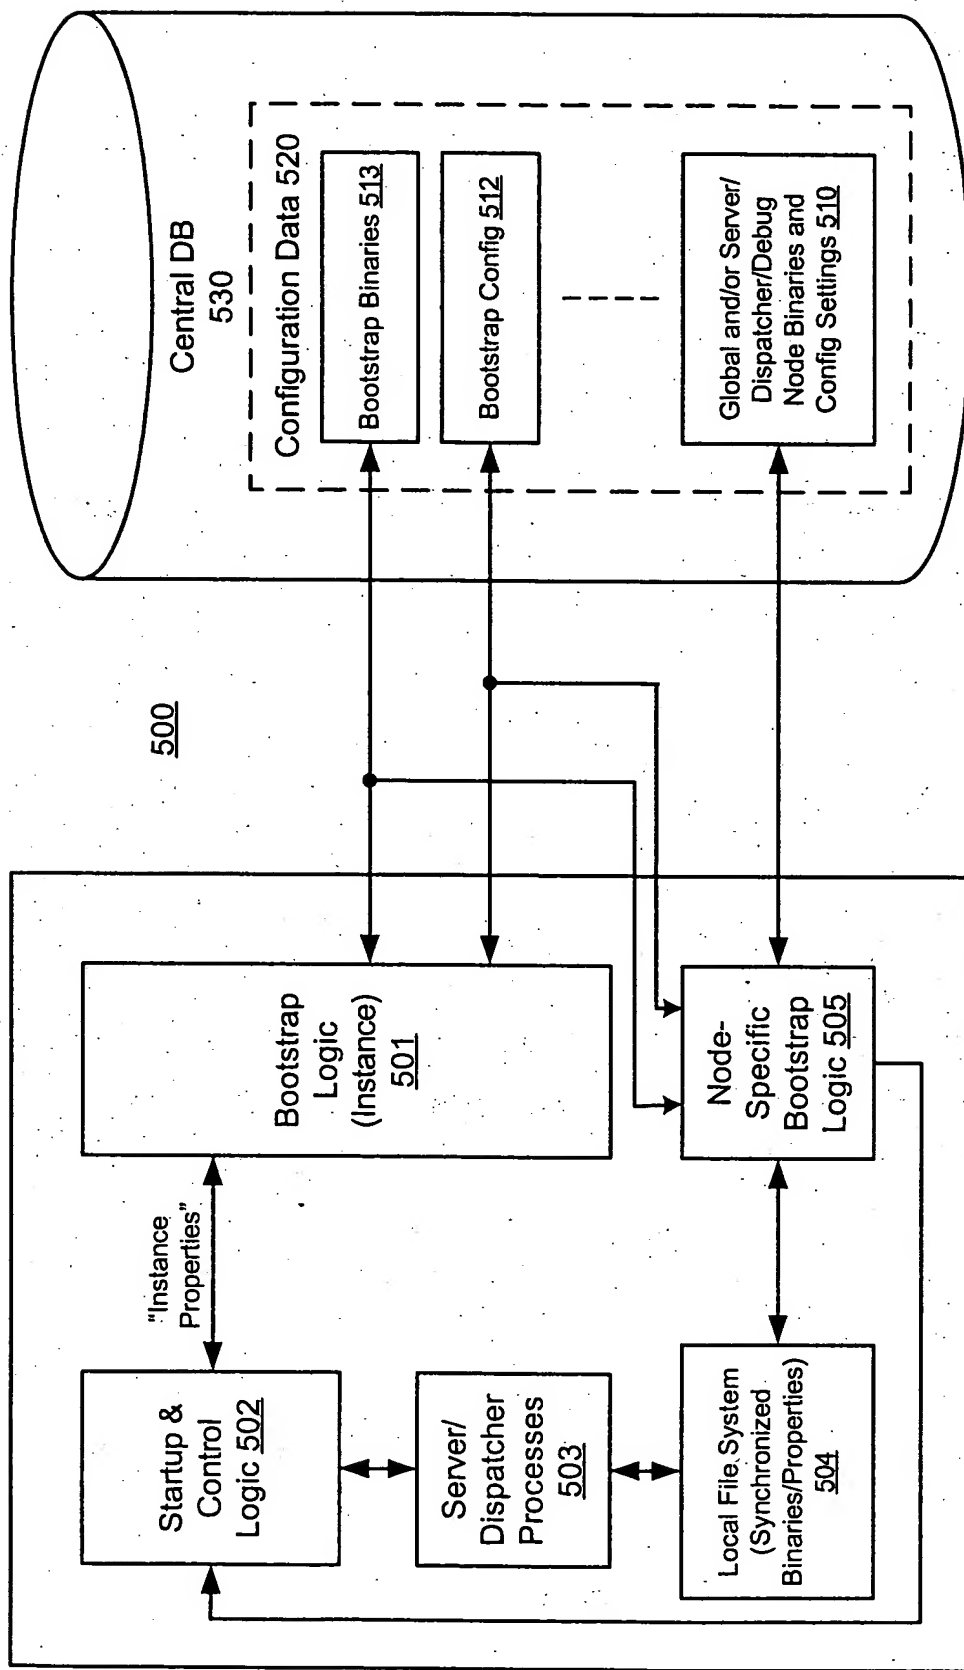 500
Startup &
Control
Logic 502
"Instance
Properties"
Bootstrap
Logic
(Instance)
501
Server/
Dispatcher
Processes
503
Local File System
(Synchronized
Binaries/Properties)
504
Node-
Specific
Bootstrap
Logic 505
Central DB
530
Configuration Data 520
Bootstrap Binaries 513
Bootstrap Config 512
Global and/or Server/
Dispatcher/Debug
Node Binaries and
Config Settings 510